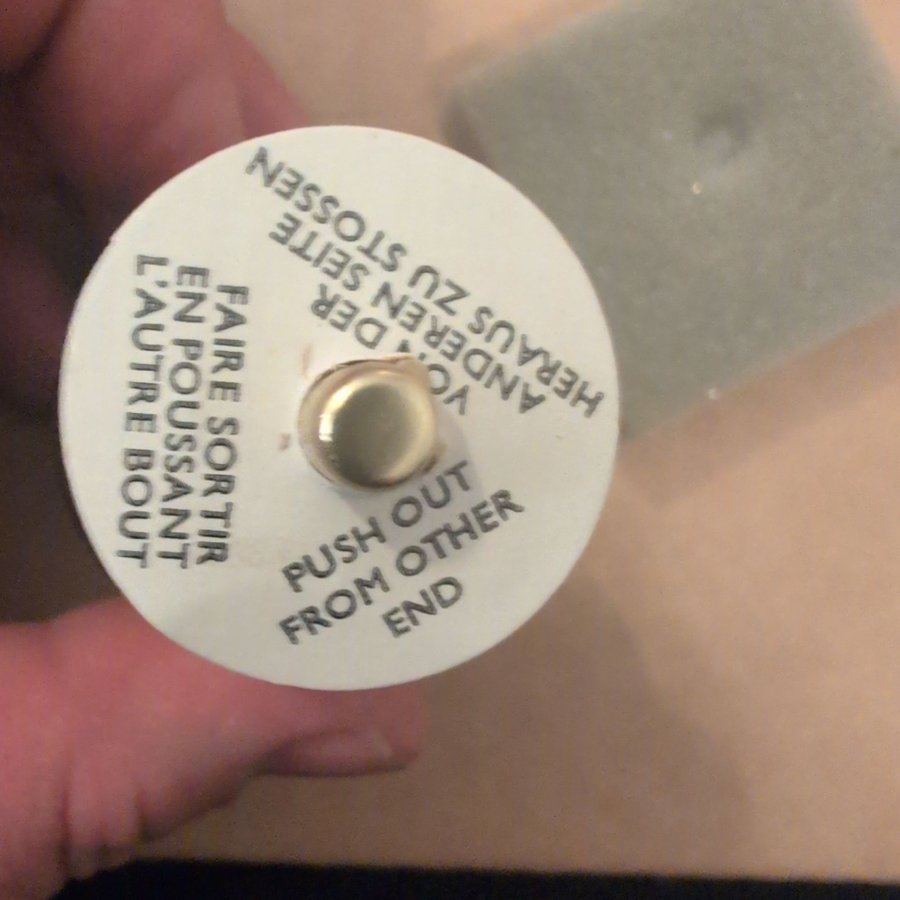 PUSH OUT
FROM OTHER
END
FAIRE SORTIR
EN POUSSANT
L'AUTRE BOUT
VON DER
ANDEREN SEITE
HERAUS ZU STOSSEN